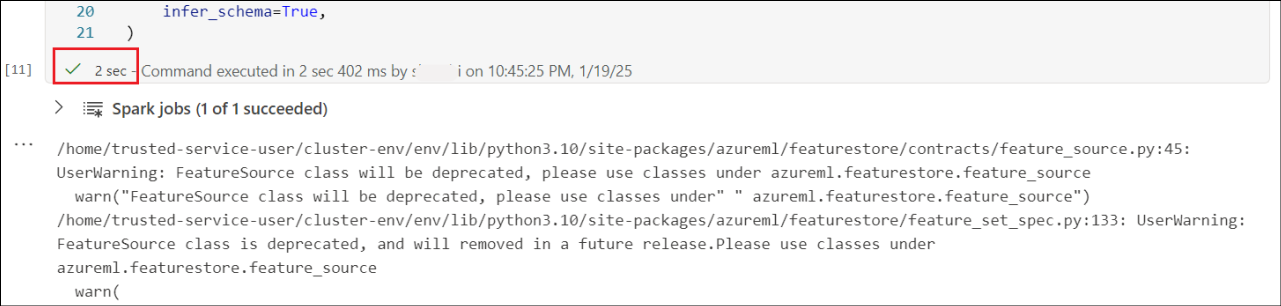 20 infer_schema=True,
21 )
[11] 2 sec - Command executed in 2 sec 402 ms by s i on 10:45:25 PM, 1/19/25
Spark jobs (1 of 1 succeeded)
...
/home/trusted-service-user/cluster-env/env/lib/python3.10/site-packages/azureml/featurestore/contracts/feature_source.py:45:
UserWarning: FeatureSource class will be deprecated, please use classes under azureml.featurestore.feature_source
warn("FeatureSource class will be deprecated, please use classes under" " azureml.featurestore.feature_source")
/home/trusted-service-user/cluster-env/env/lib/python3.10/site-packages/azureml/featurestore/feature_set_spec.py:133: UserWarning:
FeatureSource class is deprecated, and will removed in a future release.Please use classes under
azureml.featurestore.feature_source
warn(